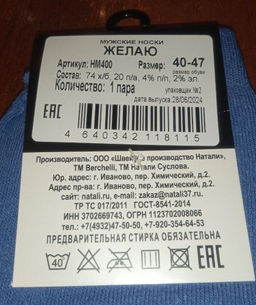 МУЖСКИЕ НОСКИ
ЖЕЛАЮ
Артикул: НМ400 Размер: 40-47
размер обуви
Состав: 74 х/б, 20 п/а, 4% п/п, 2% эл.
Количество: 1 пара
упаковщик №2
дата выпуска 28/06/2024
EAC
4 640342 118115
Производитель: ООО «Швейное производство Натали»,
ТМ Berchelli, ТМ Натали Суслова.
Юр. адрес: г. Иваново, пер. Химический, д.2.
Адрес пр-ва: г. Иваново, пер. Химический, д.2
сайт: natali37.ru, e-mail: zakaz@natali37.ru
ТР ТС 017/2011 ГОСТ-8541-2014
ИНН 3702669743, ОГРН 1123702008066
тел.: +7(4932)47-50-50, +7-920-354-64-53
ПРЕДВАРИТЕЛЬНАЯ СТИРКА ОБЯЗАТЕЛЬНА
EAC
40